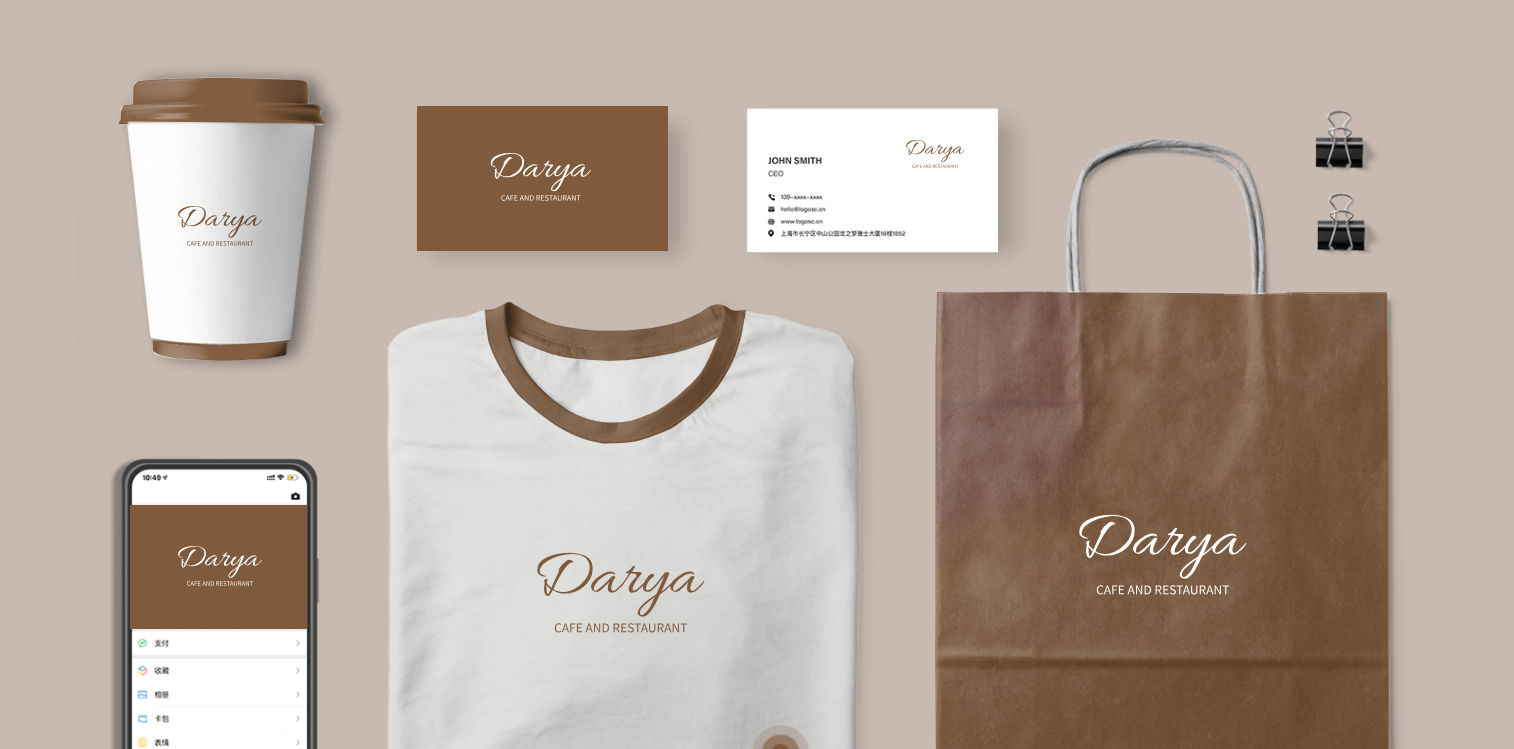 Darya
CAFE AND RESTAURANT
Darya
CAFE AND RESTAURANT
Darya
CAFE AND RESTAURANT
JOHN SMITH
CEO
139-xxxx-xxxx
hello@logosc.cn
www.logosc.cn
上海市长宁区中山公园龙之梦雅士大厦18楼1852
10:49
Darya
CAFE AND RESTAURANT
支付
收藏
相册
卡包
表情
Darya
CAFE AND RESTAURANT
Darya
CAFE AND RESTAURANT